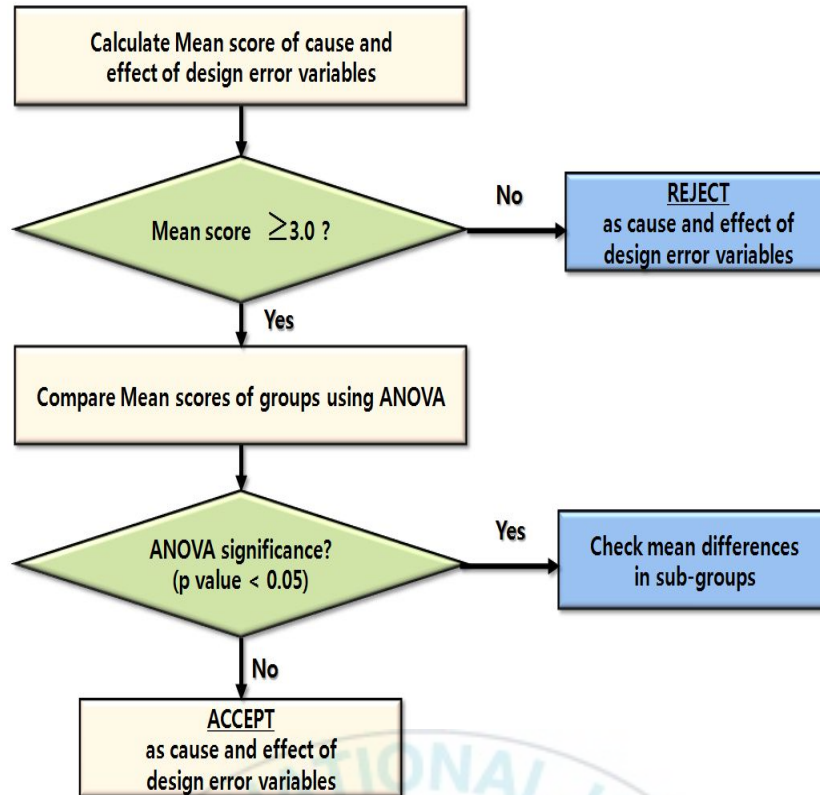 Calculate Mean score of cause and
effect of design error variables
Mean score ≥3.0 ?
No
REJECT
as cause and effect of
design error variables
Yes
Compare Mean scores of groups using ANOVA
ANOVA significance?
(p value < 0.05)
Yes
Check mean differences
in sub-groups
No
ACCEPT
as cause and effect of
design error variables